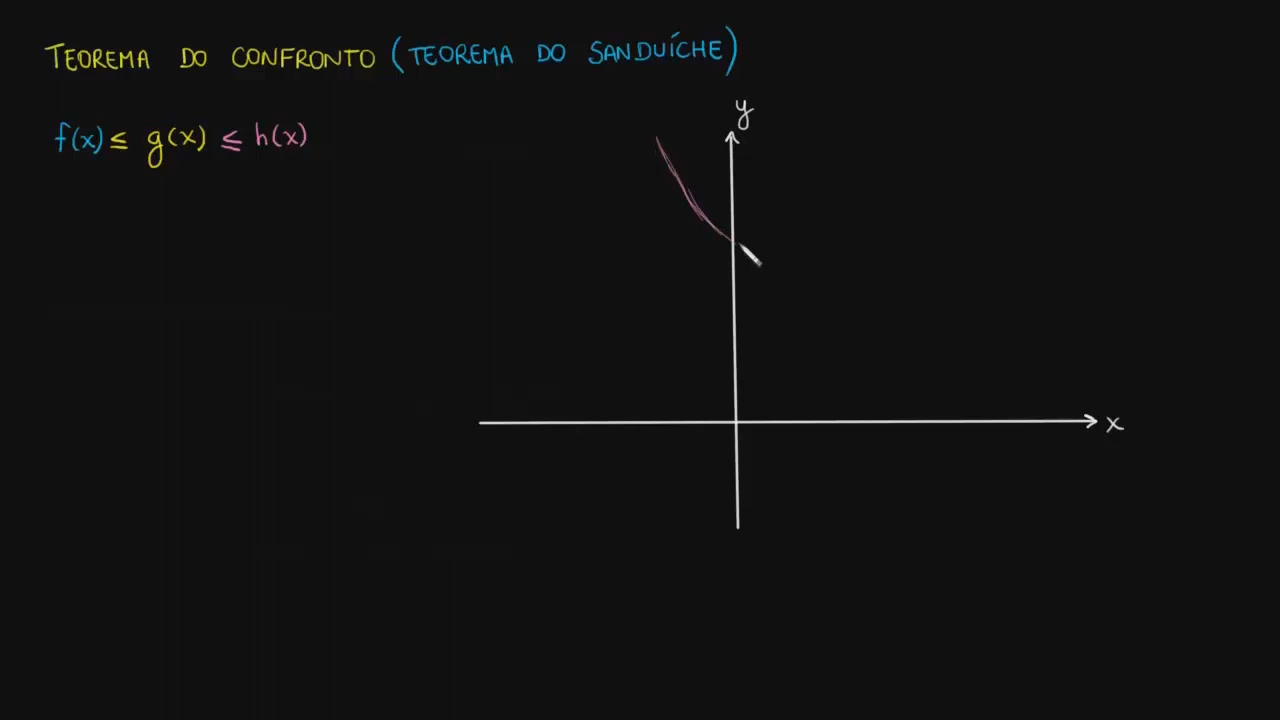 TEOREMA DO CONFRONTO (TEOREMA DO SANDUÍCHE)
f(x) ≤ g(x) ≤ h(x)
y
x